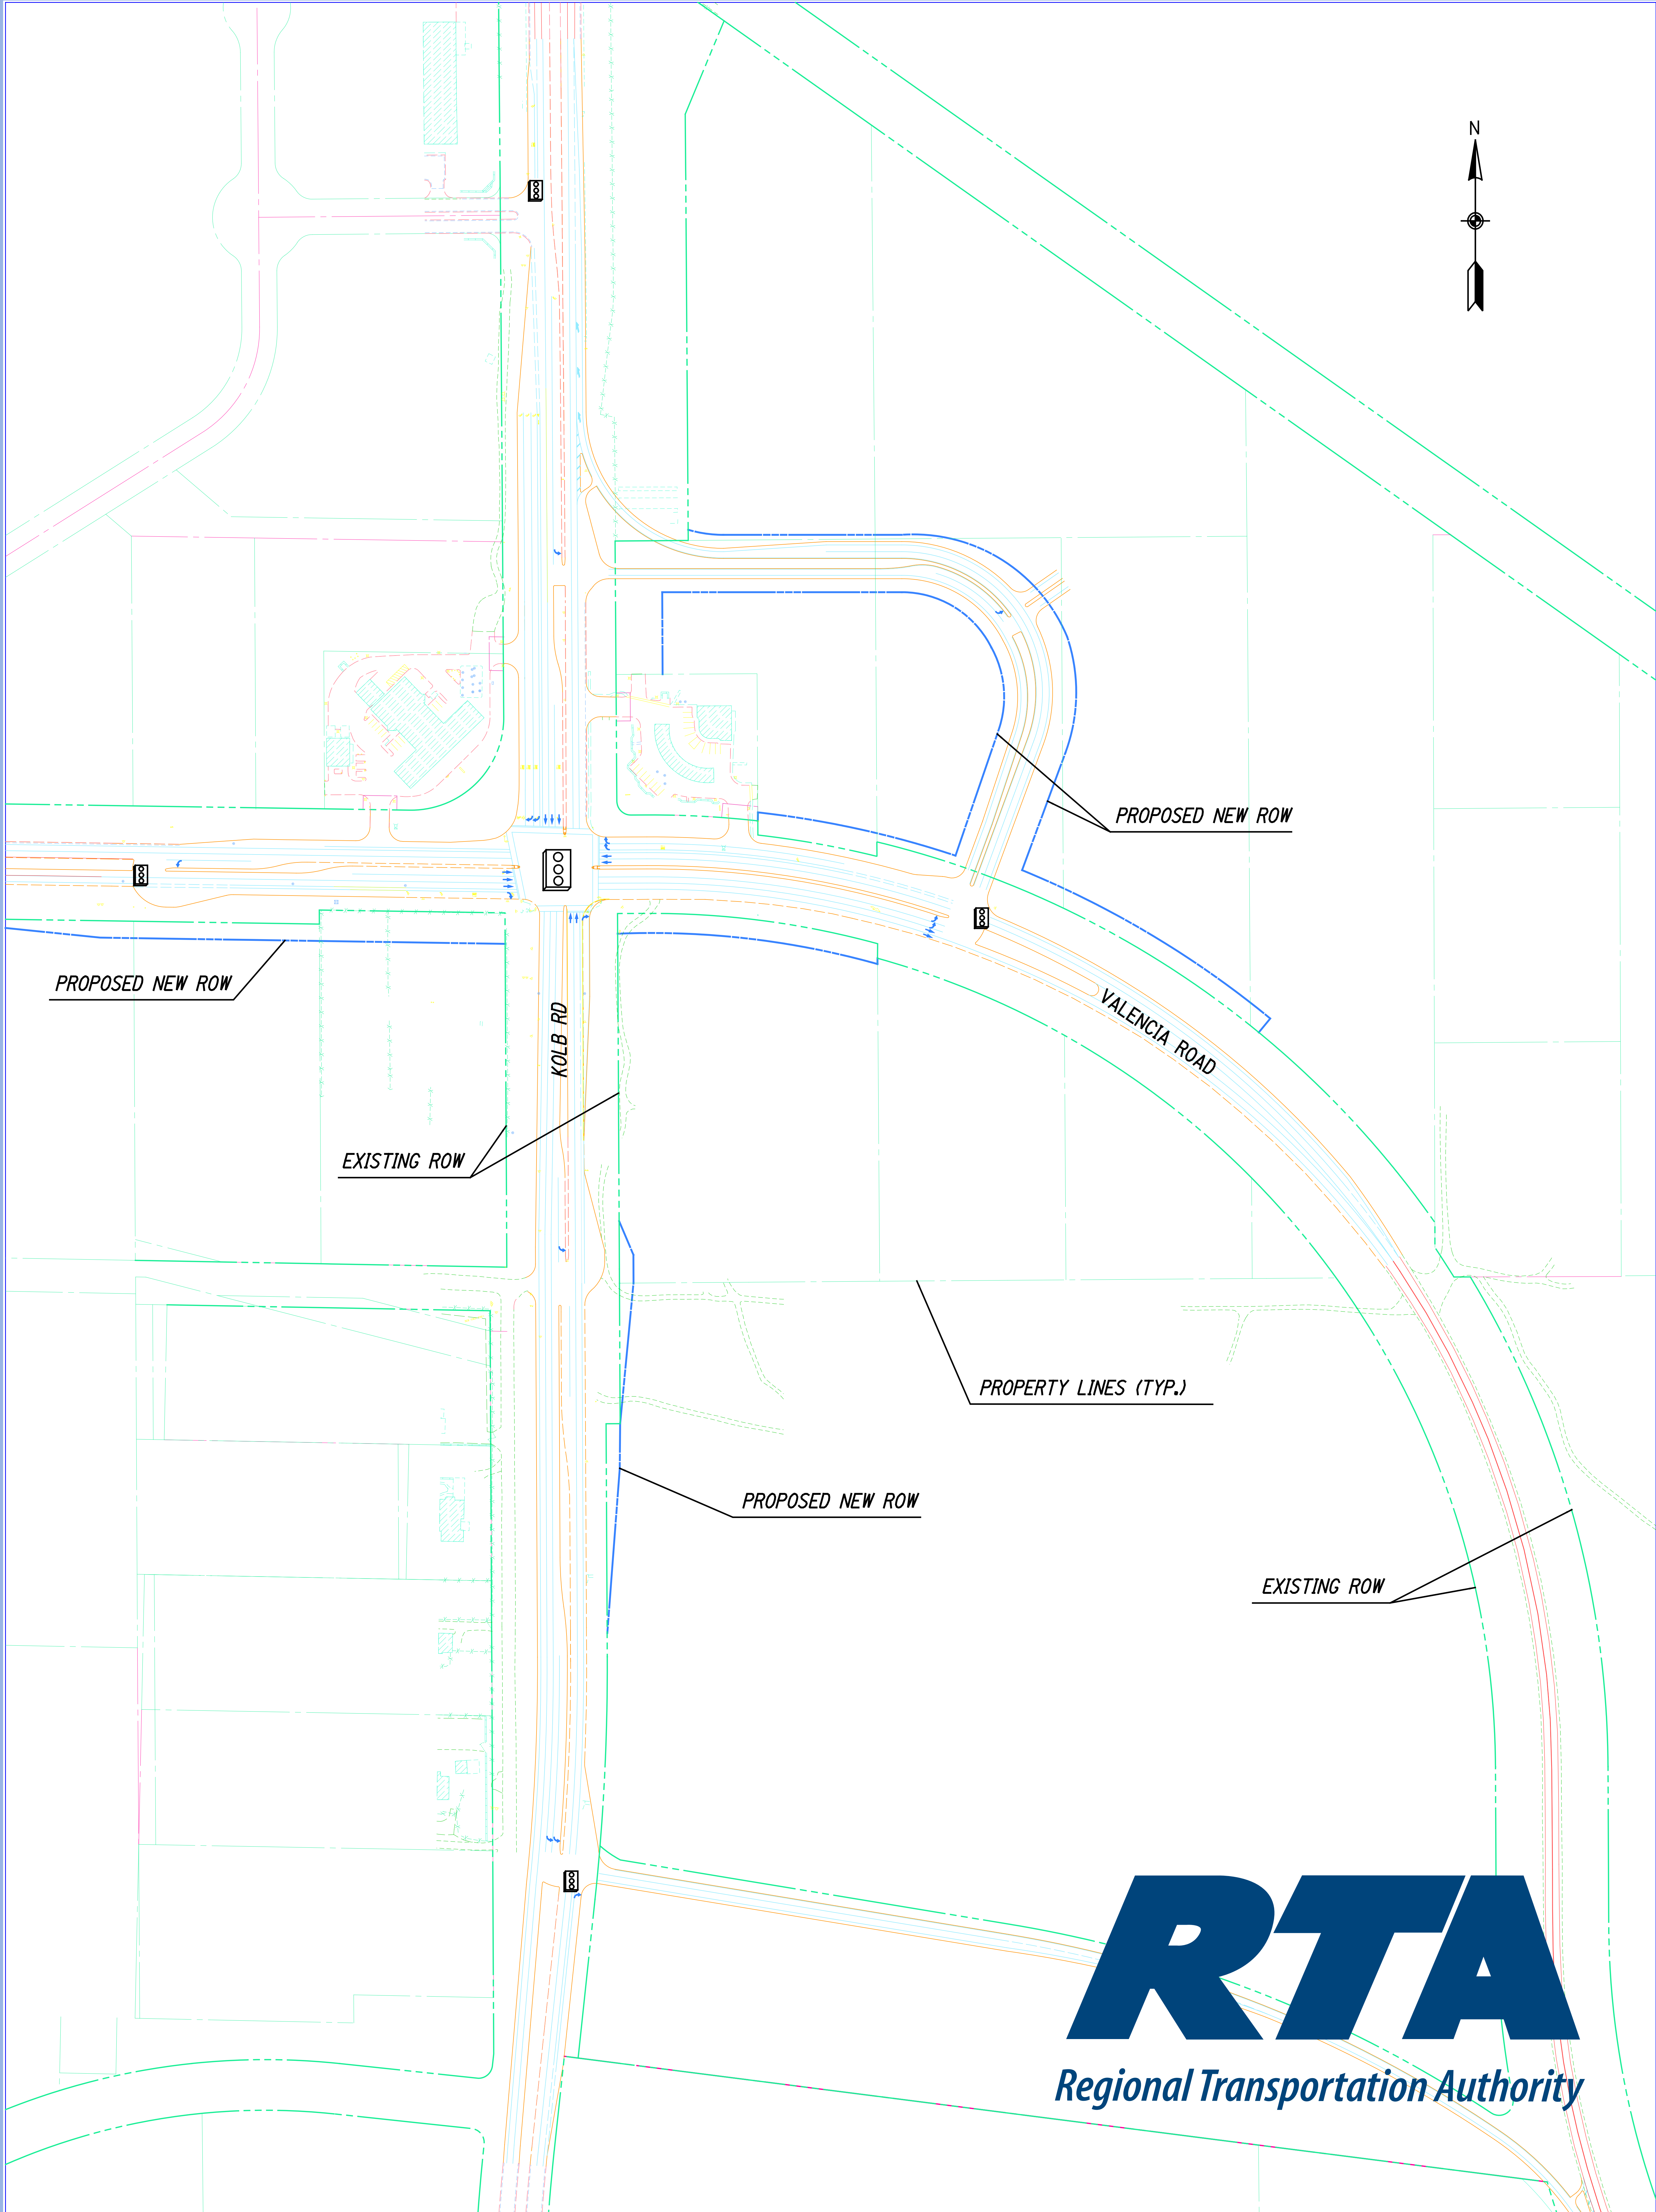 N
PROPOSED NEW ROW
PROPOSED NEW ROW
KOLB RD
VALENCIA ROAD
EXISTING ROW
PROPERTY LINES (TYP.)
PROPOSED NEW ROW
EXISTING ROW
RTA
Regional Transportation Authority